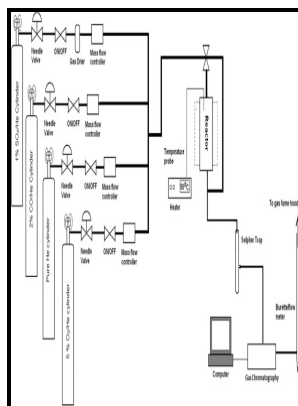 1% SO₂/He Cylinder
Needle
Valve
ON/OFF
Gas Drier
Mass flow
controller
2% CO/He Cylinder
Needle
Valve
ON/OFF
Mass flow
controller
Pure He cylinder
Needle
Valve
ON/OFF
Mass flow
controller
5 % O₂/He Cylinder
Needle
Valve
ON/OFF
Mass flow
controller
Reactor
Temperature
probe
Heater
To gas fume hood
Burette/flow
meter
Computer
Gas Chromatography